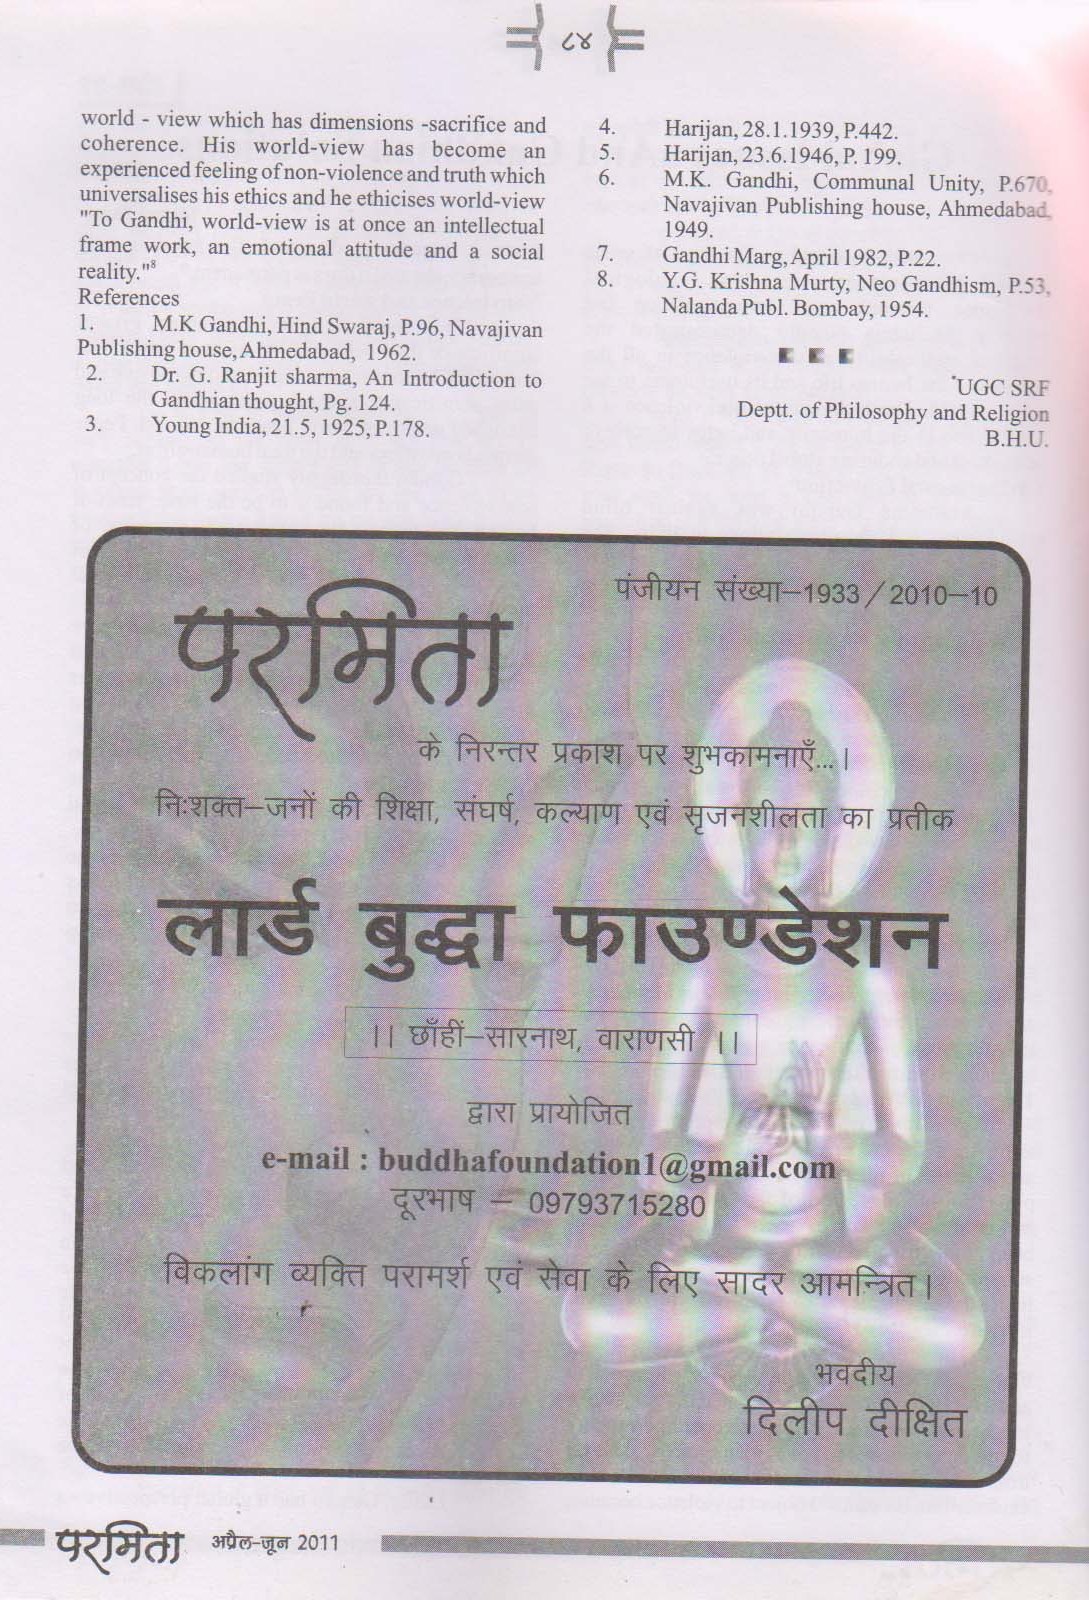 ८४
world - view which has dimensions -sacrifice and
coherence. His world-view has become an
experienced feeling of non-violence and truth which
universalises his ethics and he ethicises world-view
"To Gandhi, world-view is at once an intellectual
frame work, an emotional attitude and a social
reality."8
References
1. M.K Gandhi, Hind Swaraj, P.96, Navajivan
Publishing house, Ahmedabad, 1962.
2. Dr. G. Ranjit sharma, An Introduction to
Gandhian thought, Pg. 124.
3. Young India, 21.5, 1925, P.178.
4. Harijan, 28.1.1939, P.442.
5. Harijan, 23.6.1946, P. 199.
6. M.K. Gandhi, Communal Unity, P.670,
Navajivan Publishing house, Ahmedabad,
1949.
7. Gandhi Marg, April 1982, P.22.
8. Y.G. Krishna Murty, Neo Gandhism, P.53,
Nalanda Publ. Bombay, 1954.
*UGC SRF
Deptt. of Philosophy and Religion
B.H.U.
पंजीयन संख्या–1933/2010–10
परमिता
के निरन्तर प्रकाश पर शुभकामनाएँ...।
निःशक्त–जनों की शिक्षा, संघर्ष, कल्याण एवं सृजनशीलता का प्रतीक
लार्ड बुद्धा फाउण्डेशन
।। छाँहीं–सारनाथ, वाराणसी ।।
द्वारा प्रायोजित
e-mail : buddhafoundation1@gmail.com
दूरभाष – 09793715280
विकलांग व्यक्ति परामर्श एवं सेवा के लिए सादर आमन्त्रित।
भवदीय
दिलीप दीक्षित
परमिता अप्रैल-जून 2011